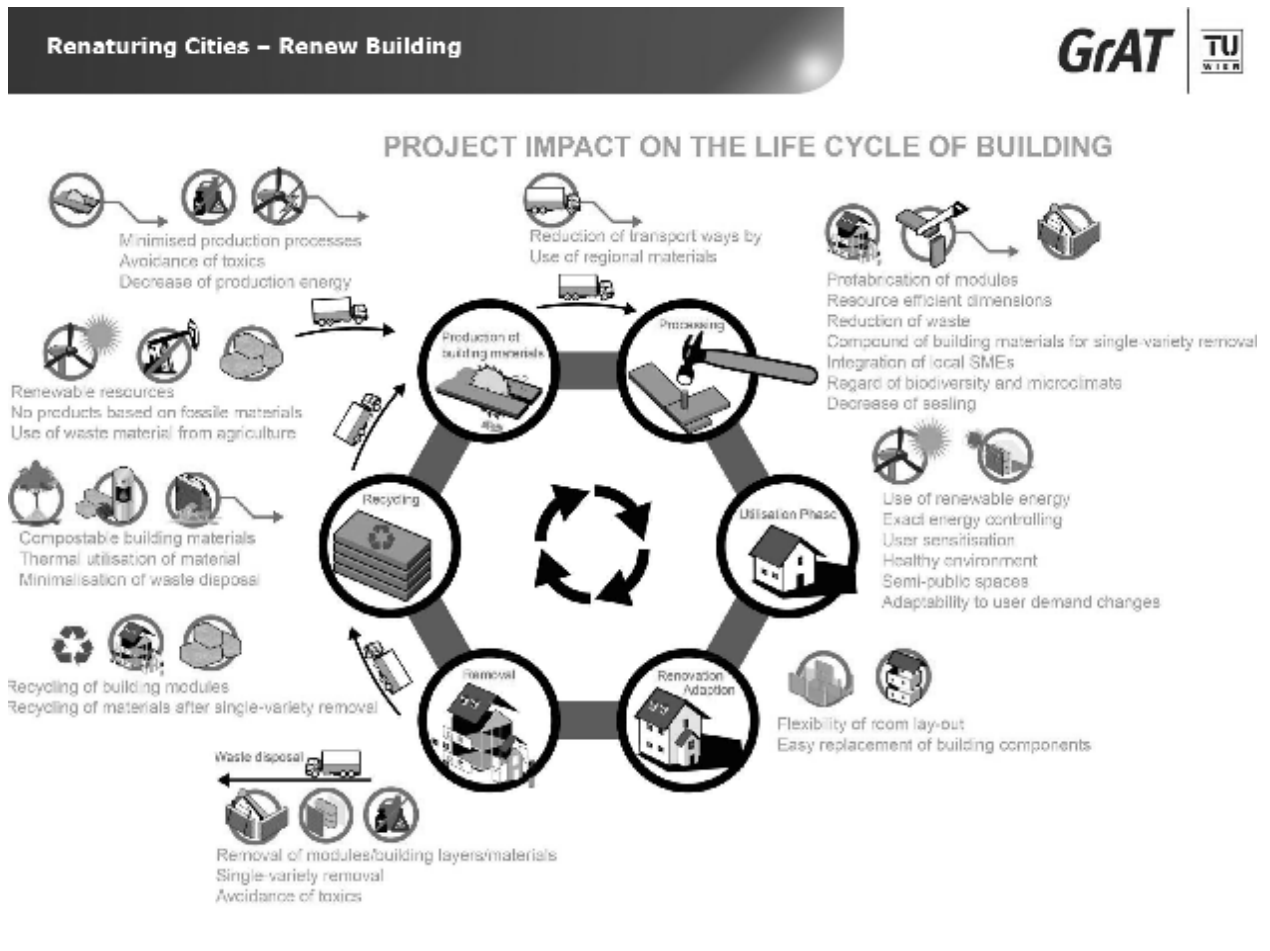 Renaturing Cities – Renew Building
GrAT
TU
WIEN
PROJECT IMPACT ON THE LIFE CYCLE OF BUILDING
Minimised production processes
Avoidance of toxics
Decrease of production energy
Reduction of transport ways by
Use of regional materials
Prefabrication of modules
Resource efficient dimensions
Reduction of waste
Compound of building materials for single-variety removal
Integration of local SMEs
Regard of biodiversity and microclimate
Decrease of sealing
Renewable resources
No products based on fossile materials
Use of waste material from agriculture
Production of
building materials
Processing
Use of renewable energy
Exact energy controlling
User sensitisation
Healthy environment
Semi-public spaces
Adaptability to user demand changes
Compostable building materials
Thermal utilisation of material
Minimalisation of waste disposal
Recycling
Utilisation Phase
Recycling of building modules
Recycling of materials after single-variety removal
Removal
Renovation
Adaption
Flexibility of room lay-out
Easy replacement of building components
Waste disposal
Removal of modules/building layers/materials
Single-variety removal
Avoidance of toxics